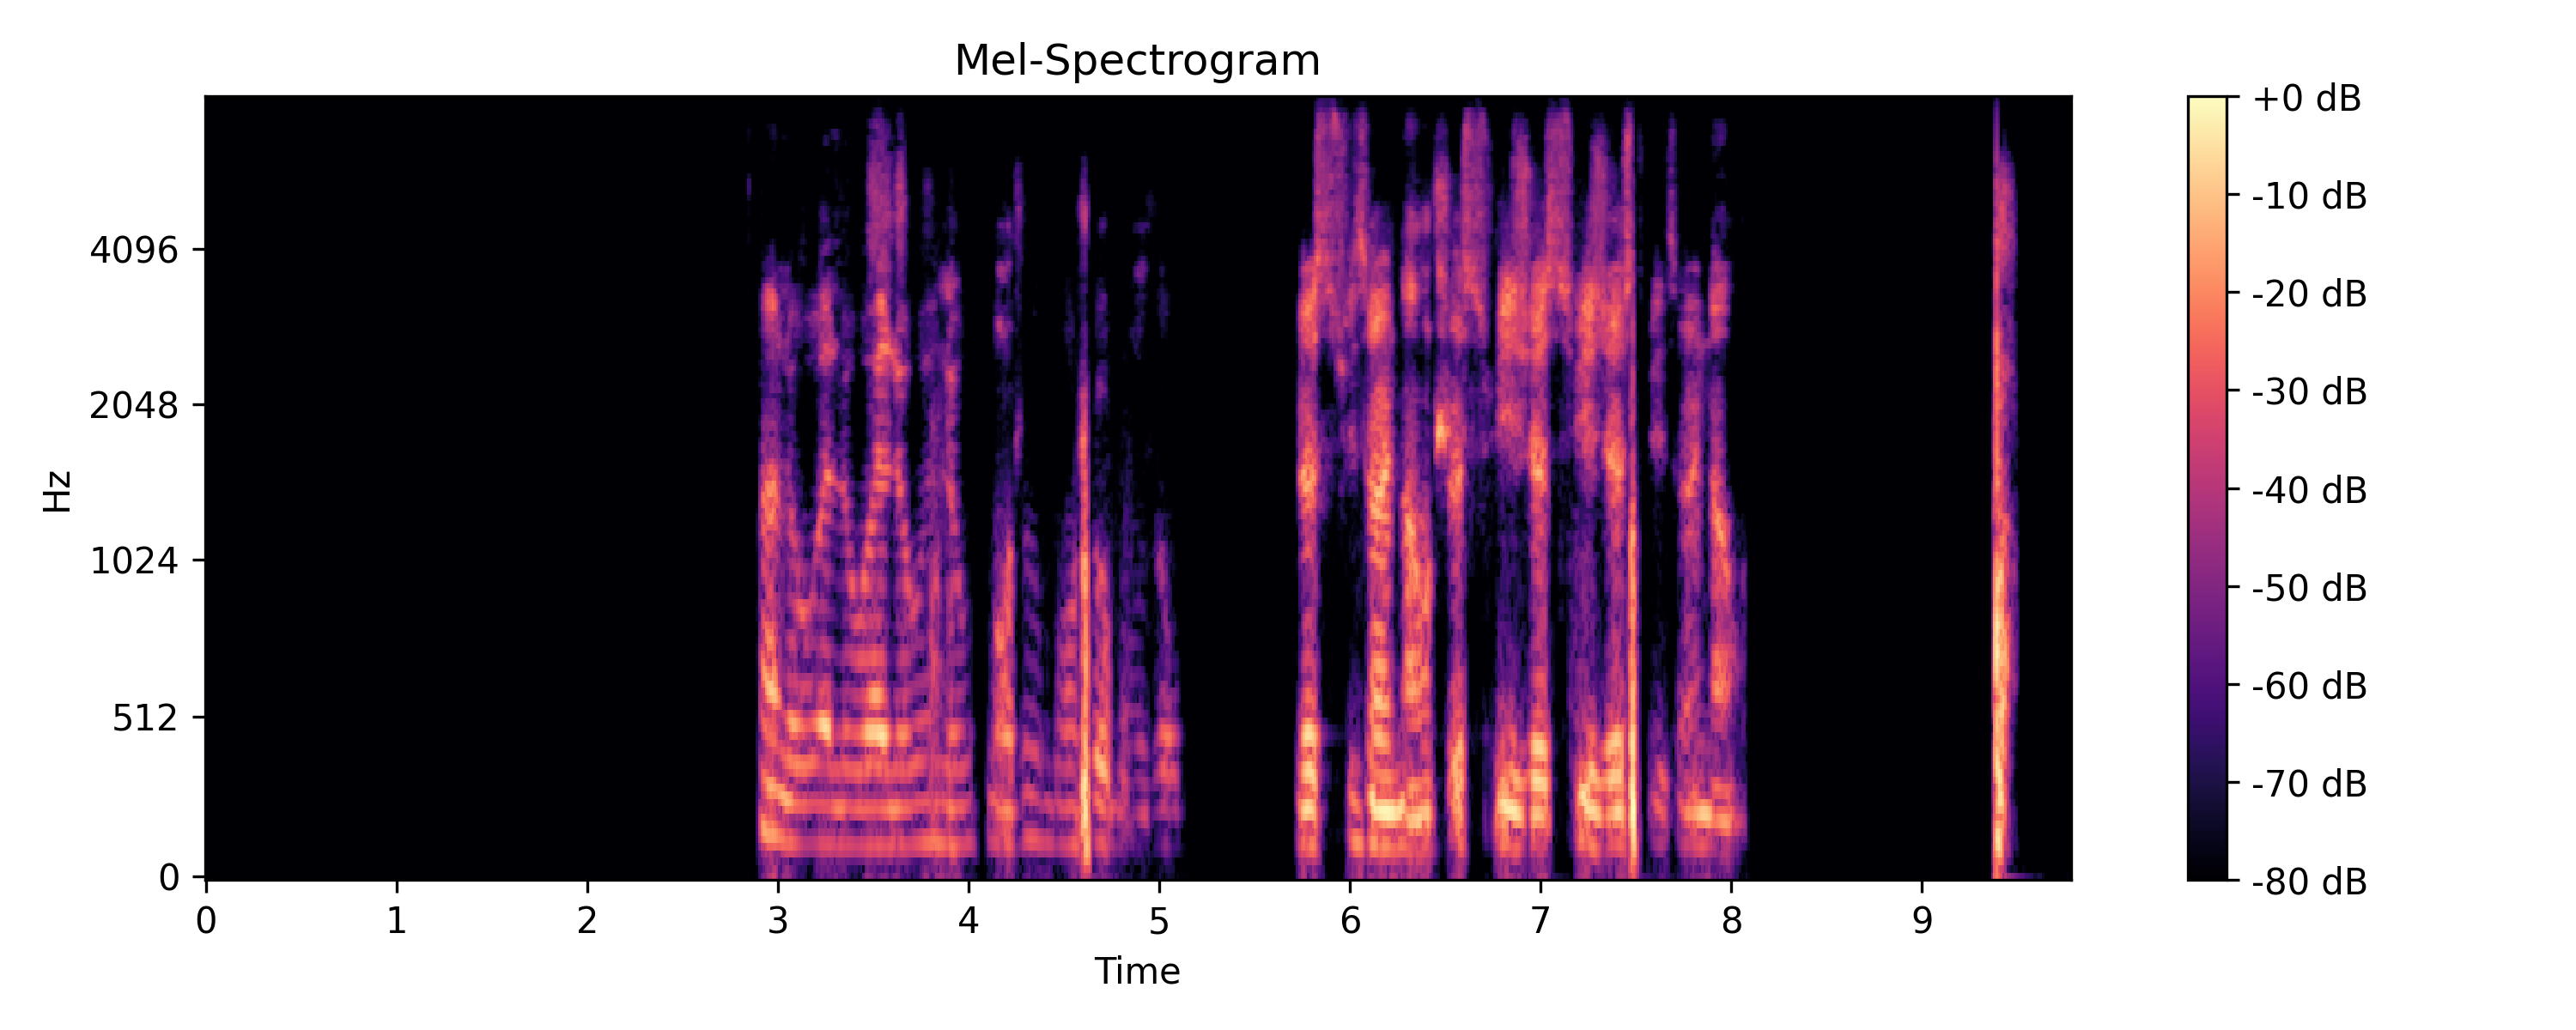 Mel-Spectrogram
+0 dB
-10 dB
-20 dB
-30 dB
-40 dB
-50 dB
-60 dB
-70 dB
-80 dB
4096
2048
1024
512
0
Hz
0 1 2 3 4 5 6 7 8 9
Time